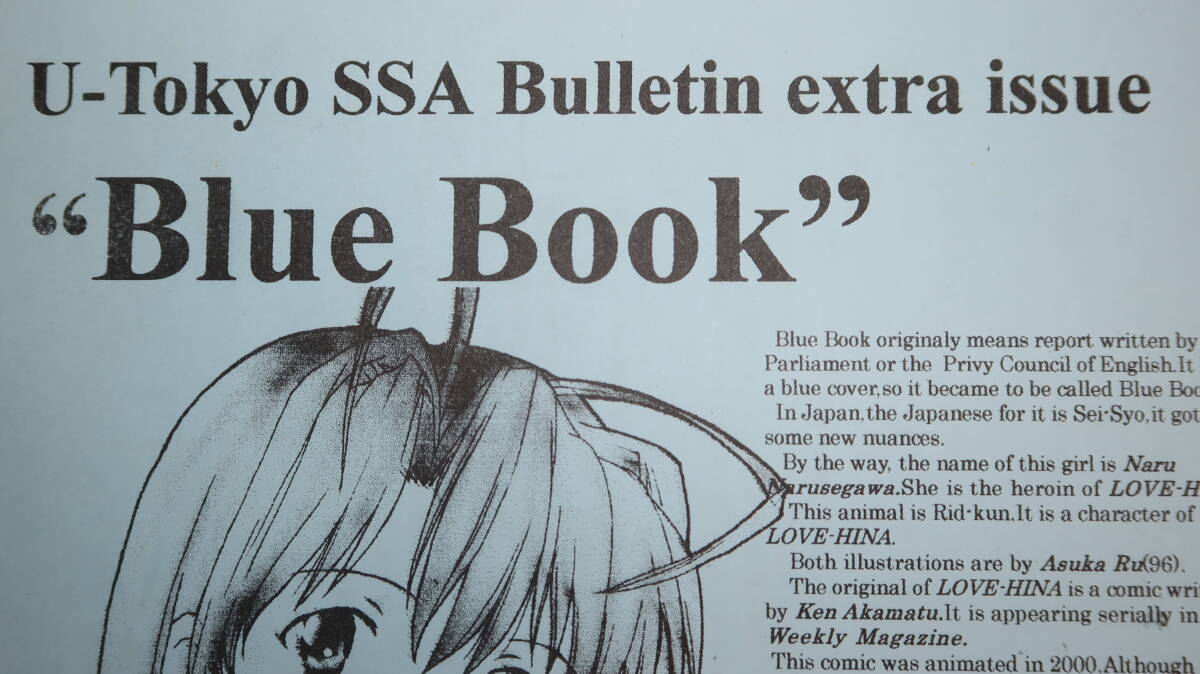 U-Tokyo SSA Bulletin extra issue
“Blue Book”
Blue Book originaly means report written by
Parliament or the Privy Council of English.It
a blue cover,so it became to be called Blue Boo
In Japan,the Japanese for it is Sei･Syo,it got
some new nuances.
By the way, the name of this girl is Naru
Narusegawa.She is the heroin of LOVE-H
This animal is Rid･kun.It is a character of
LOVE-HINA.
Both illustrations are by Asuka Ru(96).
The original of LOVE-HINA is a comic wri
by Ken Akamatu.It is appearing serially in
Weekly Magazine.
This comic was animated in 2000.Although